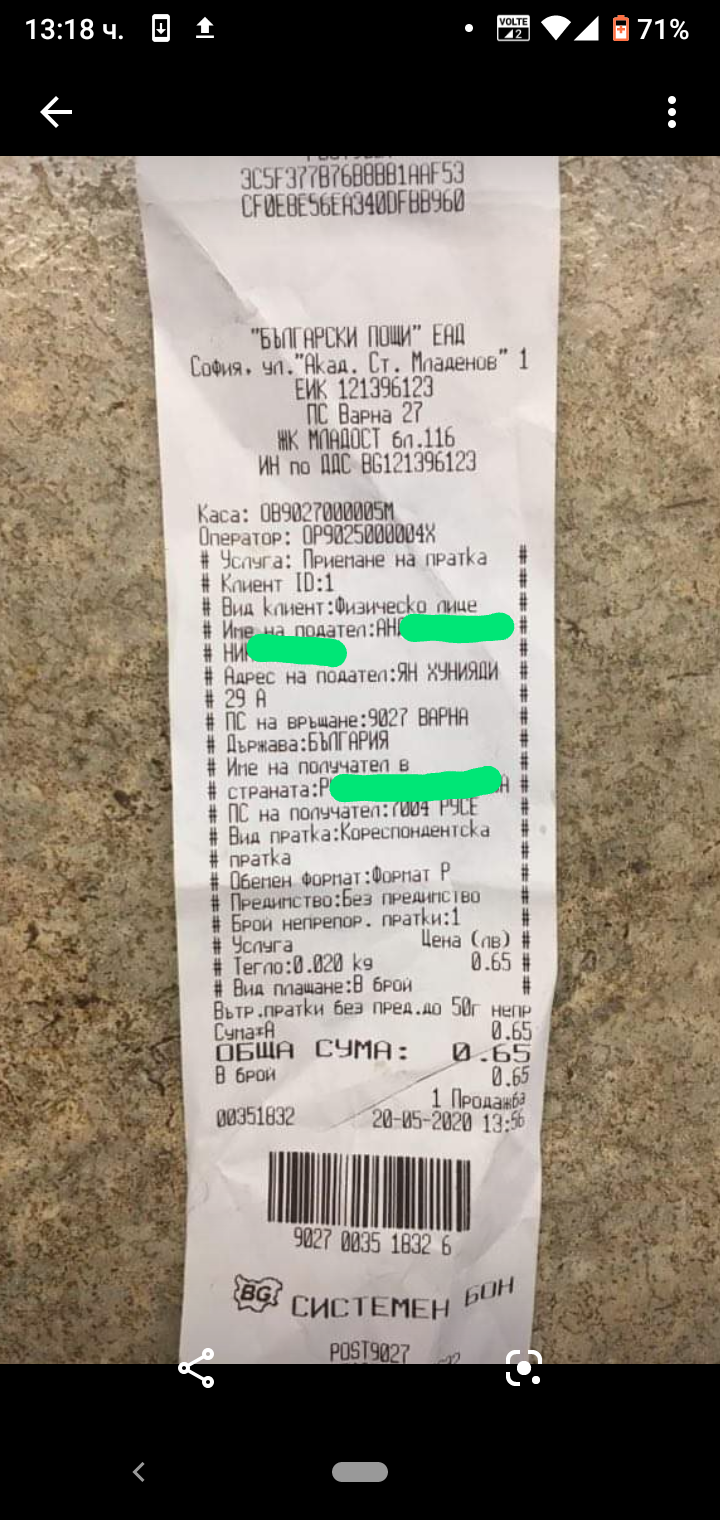 13:18 ч.
VOLTE
2
71%
3C5F377B76B8BB1AAF53
CF0E8E56EA340DFBB960
"БЪЛГАРСКИ ПОЩИ" ЕАД
София, ул."Акад. Ст. Младенов" 1
ЕИК 121396123
ПС Варна 27
ЖК МЛАДОСТ бл.116
ИН по ДДС BG121396123
Каса: OB9027000005M
Оператор: OP9025000004X
# Услуга: Приемане на пратка #
# Клиент ID:1 #
# Вид клиент:Физическо лице #
# Име на подател: #
# #
# Адрес на подател:ЯН ХУНИЯДИ #
# 29 А #
# ПС на връщане:9027 ВАРНА #
# Държава:БЪЛГАРИЯ #
# Име на получател в #
# страната: #
# ПС на получател:7004 РУСЕ #
# Вид пратка:Кореспондентска #
# пратка #
# Обемен формат:Формат P #
# Предимство:Без предимство #
# Брой непрепор. пратки:1 #
# Услуга Цена (лв) #
# Тегло:0.020 kg 0.65 #
# Вид плащане:В брой #
Вътр.пратки без пред.до 50г непр
Сума*А 0.65
ОБЩА СУМА: 0.65
В брой 0.65
1 Продажба
00351832 20-05-2020 13:56
9027 0035 1832 6
BG СИСТЕМЕН БОН
POST9027